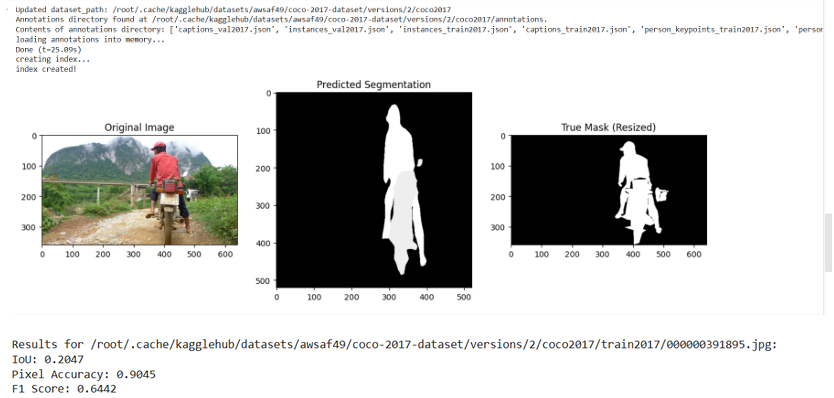 Updated dataset_path: /root/.cache/kagglehub/datasets/awsaf49/coco-2017-dataset/versions/2/coco2017
Annotations directory found at /root/.cache/kagglehub/datasets/awsaf49/coco-2017-dataset/versions/2/coco2017/annotations.
Contents of annotations directory: ['captions_val2017.json', 'instances_val2017.json', 'instances_train2017.json', 'captions_train2017.json', 'person_keypoints_train2017.json', 'person
loading annotations into memory...
Done (t=25.09s)
creating index...
index created!
Original Image
0
100
200
300
0 100 200 300 400 500 600
Predicted Segmentation
0
100
200
300
400
500
0 100 200 300 400 500
True Mask (Resized)
0
100
200
300
0 100 200 300 400 500 600
Results for /root/.cache/kagglehub/datasets/awsaf49/coco-2017-dataset/versions/2/coco2017/train2017/000000391895.jpg:
IoU: 0.2047
Pixel Accuracy: 0.9045
F1 Score: 0.6442